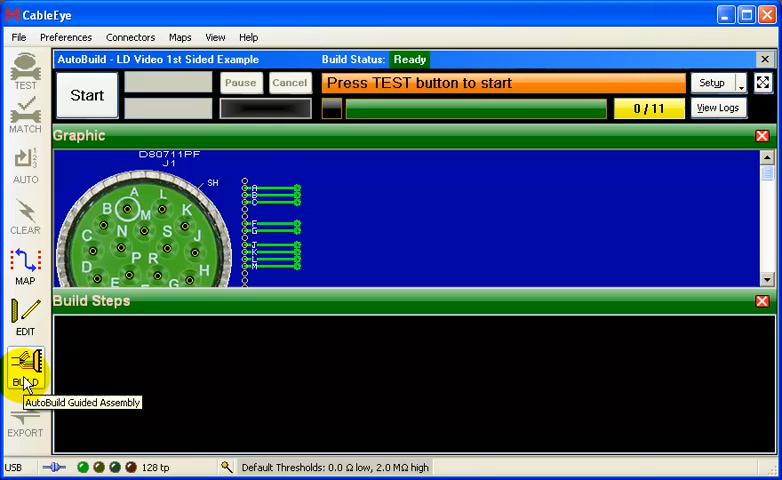 CableEye
File Preferences Connectors Maps View Help
AutoBuild - LD Video 1st Sided Example Build Status: Ready
TEST
MATCH
AUTO
CLEAR
MAP
EDIT
BUILD
EXPORT
Start Pause Cancel Press TEST button to start Setup
0 / 11 View Logs
Graphic
D8Q711PF
J1
SH
A
B
C
F
G
J
K
L
M
A L
B M K
C N S J
D P R H
E F G
Build Steps
AutoBuild Guided Assembly
USB 128 tp Default Thresholds: 0.0 Ω low, 2.0 MΩ high